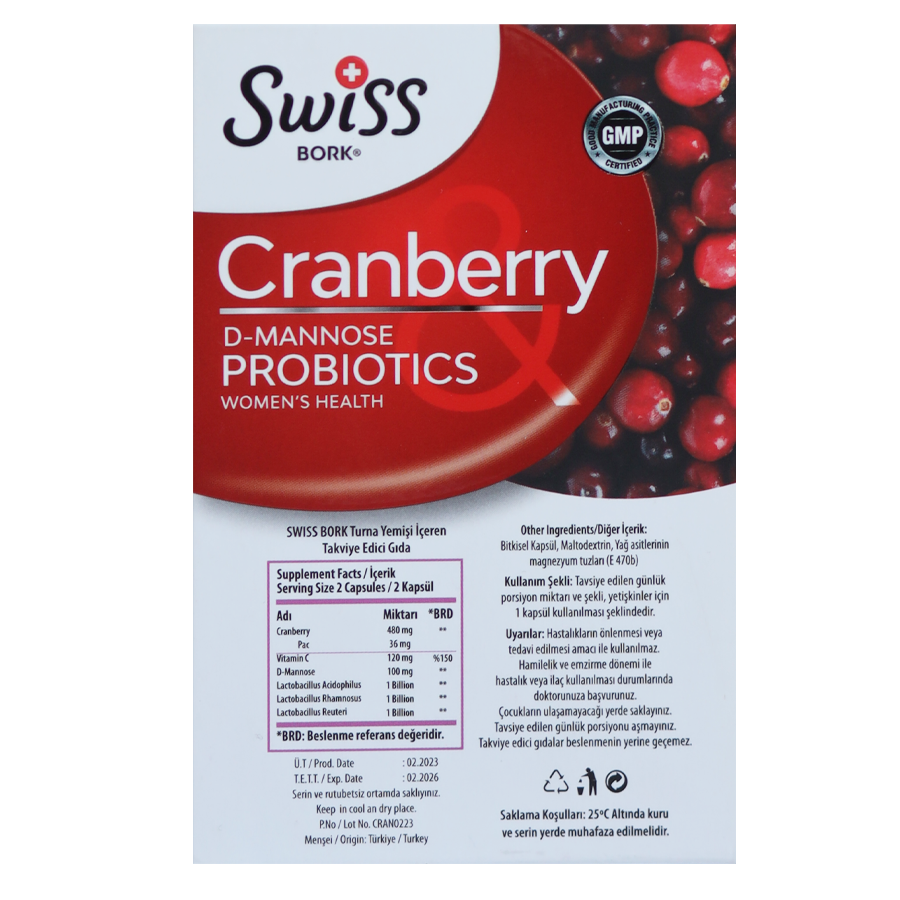 Swiss
BORK®
GOOD MANUFACTURING PRACTICE
GMP
CERTIFIED
Cranberry
&
D-MANNOSE
PROBIOTICS
WOMEN'S HEALTH
SWISS BORK Turna Yemişi İçeren
Takviye Edici Gıda
Supplement Facts / İçerik
Serving Size 2 Capsules / 2 Kapsül
Adı Miktarı *BRD
Cranberry 480 mg **
Pac 36 mg
Vitamin C 120 mg %150
D-Mannose 100 mg **
Lactobacillus Acidophilus 1 Billion **
Lactobacillus Rhamnosus 1 Billion **
Lactobacillus Reuteri 1 Billion **
*BRD: Beslenme referans değeridir.
Ü.T / Prod. Date : 02.2023
T.E.T.T. / Exp. Date : 02.2026
Serin ve rutubetsiz ortamda saklıyınız.
Keep in cool an dry place.
P.No / Lot No. CRAN0223
Menşei / Origin: Türkiye / Turkey
Other Ingredients/Diğer İçerik:
Bitkisel Kapsül, Maltodextrin, Yağ asitlerinin
magnezyum tuzları (E 470b)
Kullanım Şekli: Tavsiye edilen günlük
porsiyon miktarı ve şekli, yetişkinler için
1 kapsül kullanılması şeklindedir.
Uyarılar: Hastalıkların önlenmesi veya
tedavi edilmesi amacı ile kullanılmaz.
Hamilelik ve emzirme dönemi ile
hastalık veya ilaç kullanılması durumlarında
doktorunuza başvurunuz.
Çocukların ulaşamayacağı yerde saklayınız.
Tavsiye edilen günlük porsiyonu aşmayınız.
Takviye edici gıdalar beslenmenin yerine geçemez.
Saklama Koşulları: 25ºC Altında kuru
ve serin yerde muhafaza edilmelidir.